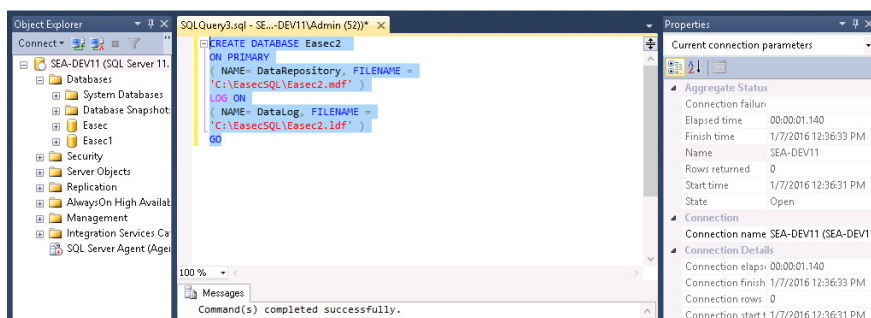 Object Explorer
Connect
SEA-DEV11 (SQL Server 11.
Databases
System Databases
Database Snapshot
Easec
Easec1
Security
Server Objects
Replication
AlwaysOn High Availab
Management
Integration Services Ca
SQL Server Agent (Age
SQLQuery3.sql - SE...-DEV11\Admin (52))*
CREATE DATABASE Easec2
ON PRIMARY
( NAME= DataRepository, FILENAME =
'C:\EasecSQL\Easec2.mdf' )
LOG ON
( NAME= DataLog, FILENAME =
'C:\EasecSQL\Easec2.ldf' )
GO
100 %
Messages
Command(s) completed successfully.
Properties
Current connection parameters
Aggregate Status
Connection failure
Elapsed time 00:00:01.140
Finish time 1/7/2016 12:36:33 PM
Name SEA-DEV11
Rows returned 0
Start time 1/7/2016 12:36:31 PM
State Open
Connection
Connection name SEA-DEV11 (SEA-DEV1
Connection Details
Connection elaps 00:00:01.140
Connection finish 1/7/2016 12:36:33 PM
Connection rows 0
Connection start t 1/7/2016 12:36:31 PM